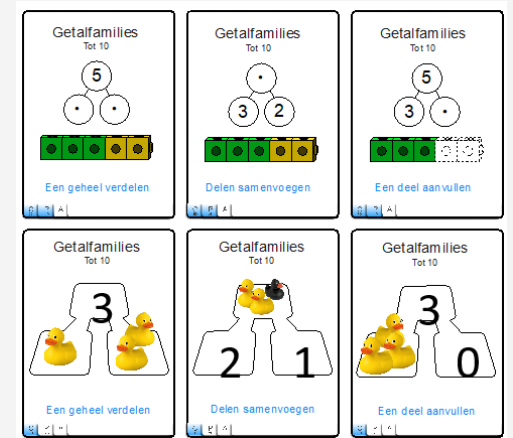 Getalfamilies
Tot 10
5
Een geheel verdelen
Getalfamilies
Tot 10
3 2
Delen samenvoegen
Getalfamilies
Tot 10
5
3
Een deel aanvullen
Getalfamilies
Tot 10
3
Een geheel verdelen
Getalfamilies
Tot 10
2 1
Delen samenvoegen
Getalfamilies
Tot 10
3
0
Een deel aanvullen